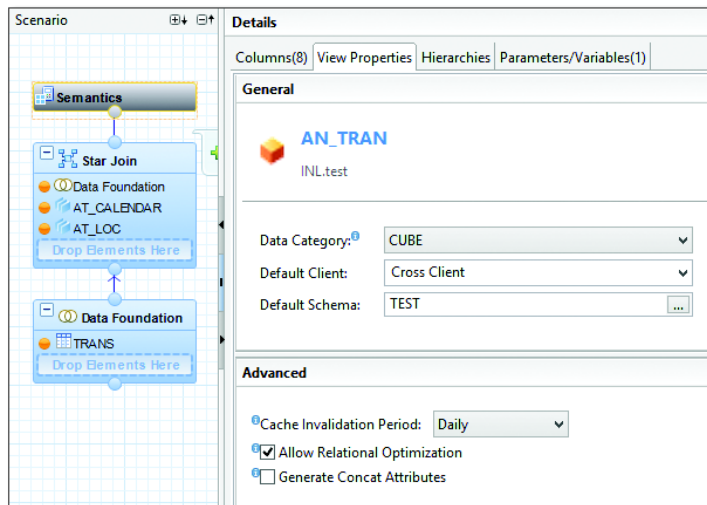 Scenario
Semantics
Star Join
Data Foundation
AT_CALENDAR
AT_LOC
Drop Elements Here
Data Foundation
TRANS
Drop Elements Here
Details
Columns(8) View Properties Hierarchies Parameters/Variables(1)
General
AN_TRAN
INL.test
Data Category: CUBE
Default Client: Cross Client
Default Schema: TEST ...
Advanced
Cache Invalidation Period: Daily
Allow Relational Optimization
Generate Concat Attributes